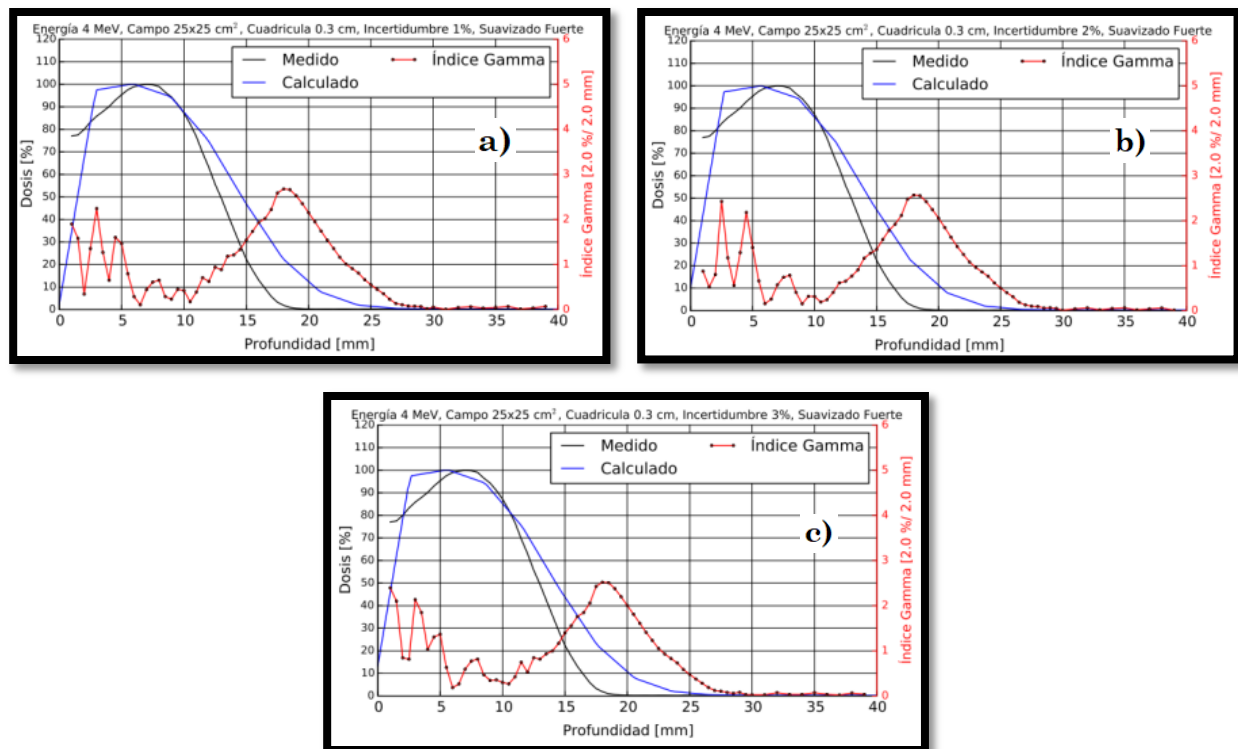 Energía 4 MeV, Campo 25x25 cm², Cuadricula 0.3 cm, Incertidumbre 1%, Suavizado Fuerte
120
110
100
90
80
70
60
50
40
30
20
10
0
Dosis [%]
Medido
Calculado
Índice Gamma
a)
6
5
4
3
2
1
0
Índice Gamma [2.0 %/ 2.0 mm]
0 5 10 15 20 25 30 35 40
Profundidad [mm]
Energía 4 MeV, Campo 25x25 cm², Cuadricula 0.3 cm, Incertidumbre 2%, Suavizado Fuerte
120
110
100
90
80
70
60
50
40
30
20
10
0
Dosis [%]
Medido
Calculado
Índice Gamma
b)
6
5
4
3
2
1
0
Índice Gamma [2.0 %/ 2.0 mm]
0 5 10 15 20 25 30 35 40
Profundidad [mm]
Energía 4 MeV, Campo 25x25 cm², Cuadricula 0.3 cm, Incertidumbre 3%, Suavizado Fuerte
120
110
100
90
80
70
60
50
40
30
20
10
0
Dosis [%]
Medido
Calculado
Índice Gamma
c)
6
5
4
3
2
1
0
Índice Gamma [2.0 %/ 2.0 mm]
0 5 10 15 20 25 30 35 40
Profundidad [mm]